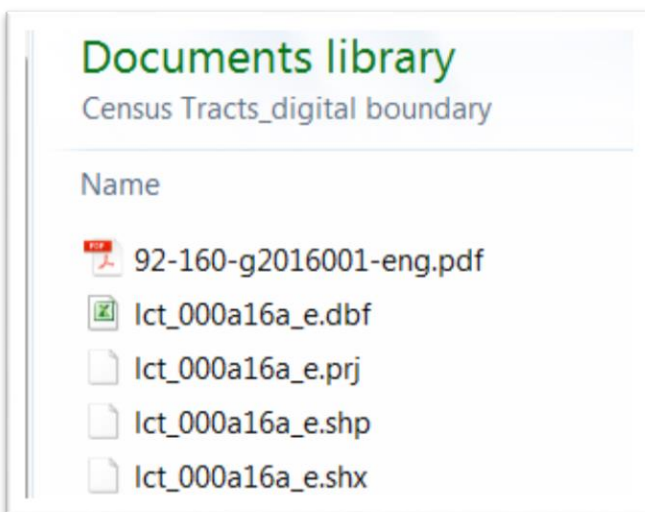 Documents library
Census Tracts_digital boundary
Name
92-160-g2016001-eng.pdf
lct_000a16a_e.dbf
lct_000a16a_e.prj
lct_000a16a_e.shp
lct_000a16a_e.shx